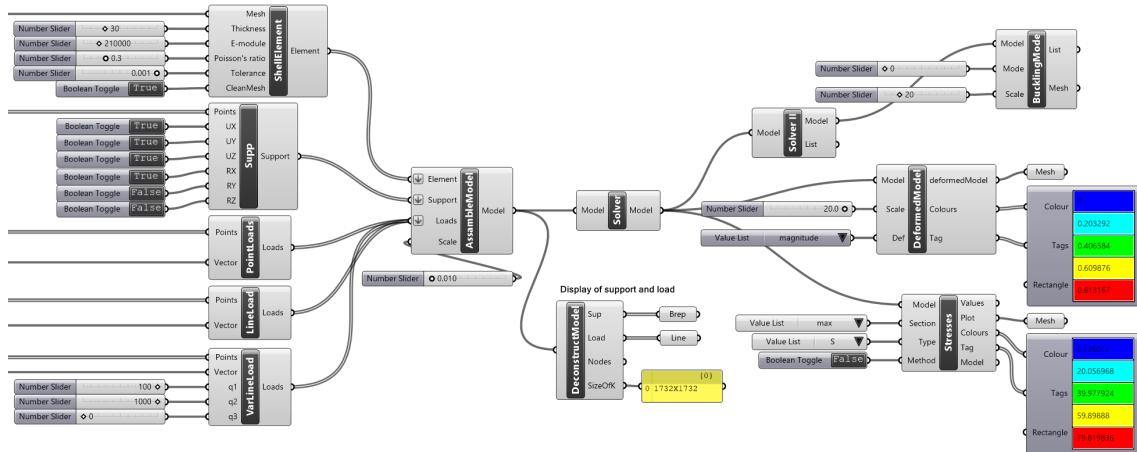 Mesh
Number Slider 30 Thickness
Number Slider 210000 E-module
Number Slider 0.3 Poisson's ratio
Number Slider 0.001 Tolerance
Boolean Toggle True CleanMesh
ShellElement
Element
Points
Boolean Toggle True UX
Boolean Toggle True UY
Boolean Toggle True UZ
Boolean Toggle True RX
Boolean Toggle False RY
Boolean Toggle False RZ
Supp
Support
Points
Vector
PointLoads
Loads
Points
Vector
LineLoad
Loads
Points
Vector
Number Slider 100 q1
Number Slider 1000 q2
Number Slider 0 q3
VarLineLoad
Loads
Element
Support
Loads
Scale
AssambleModel
Model
Number Slider 0.010
Model
Solver
Model
Display of support and load
DeconstructModel
Sup
Load
Nodes
SizeOfK
Brep
Line
{0}
0 1732X1732
Model
Solver II
Model
List
Model
Number Slider 0 Mode
Number Slider 20 Scale
BucklingMode
List
Mesh
Model
Number Slider 20.0 Scale
Value List magnitude Def
DeformedModel
deformedModel
Colours
Tag
Mesh
Colour
Tags
Rectangle
0.203292
0.406584
0.609876
0.813167
Model
Value List max Section
Value List S Type
Boolean Toggle False Method
Stresses
Values
Plot
Colours
Tag
Model
Mesh
Colour
Tags
Rectangle
20.056968
39.977924
59.89888
79.819836